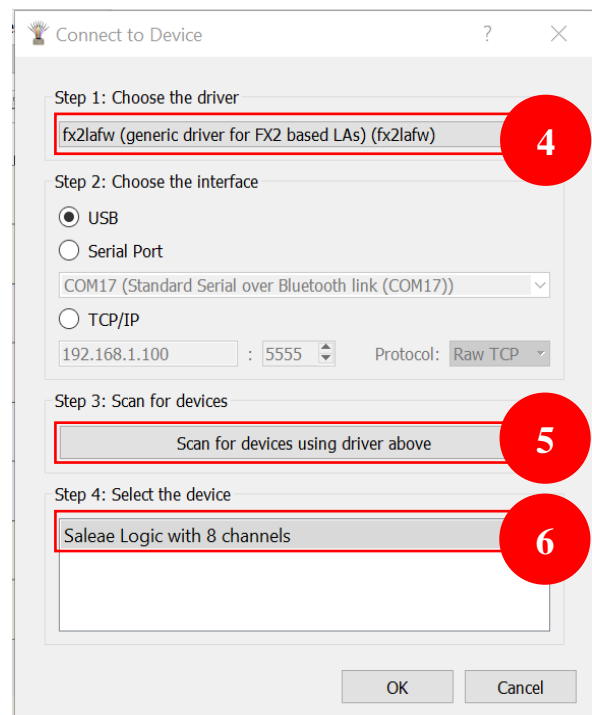 Connect to Device ? ×
Step 1: Choose the driver
fx2lafw (generic driver for FX2 based LAs) (fx2lafw)
4
Step 2: Choose the interface
USB
Serial Port
COM17 (Standard Serial over Bluetooth link (COM17))
TCP/IP
192.168.1.100 : 5555 Protocol: Raw TCP
Step 3: Scan for devices
Scan for devices using driver above
5
Step 4: Select the device
Saleae Logic with 8 channels
6
OK Cancel